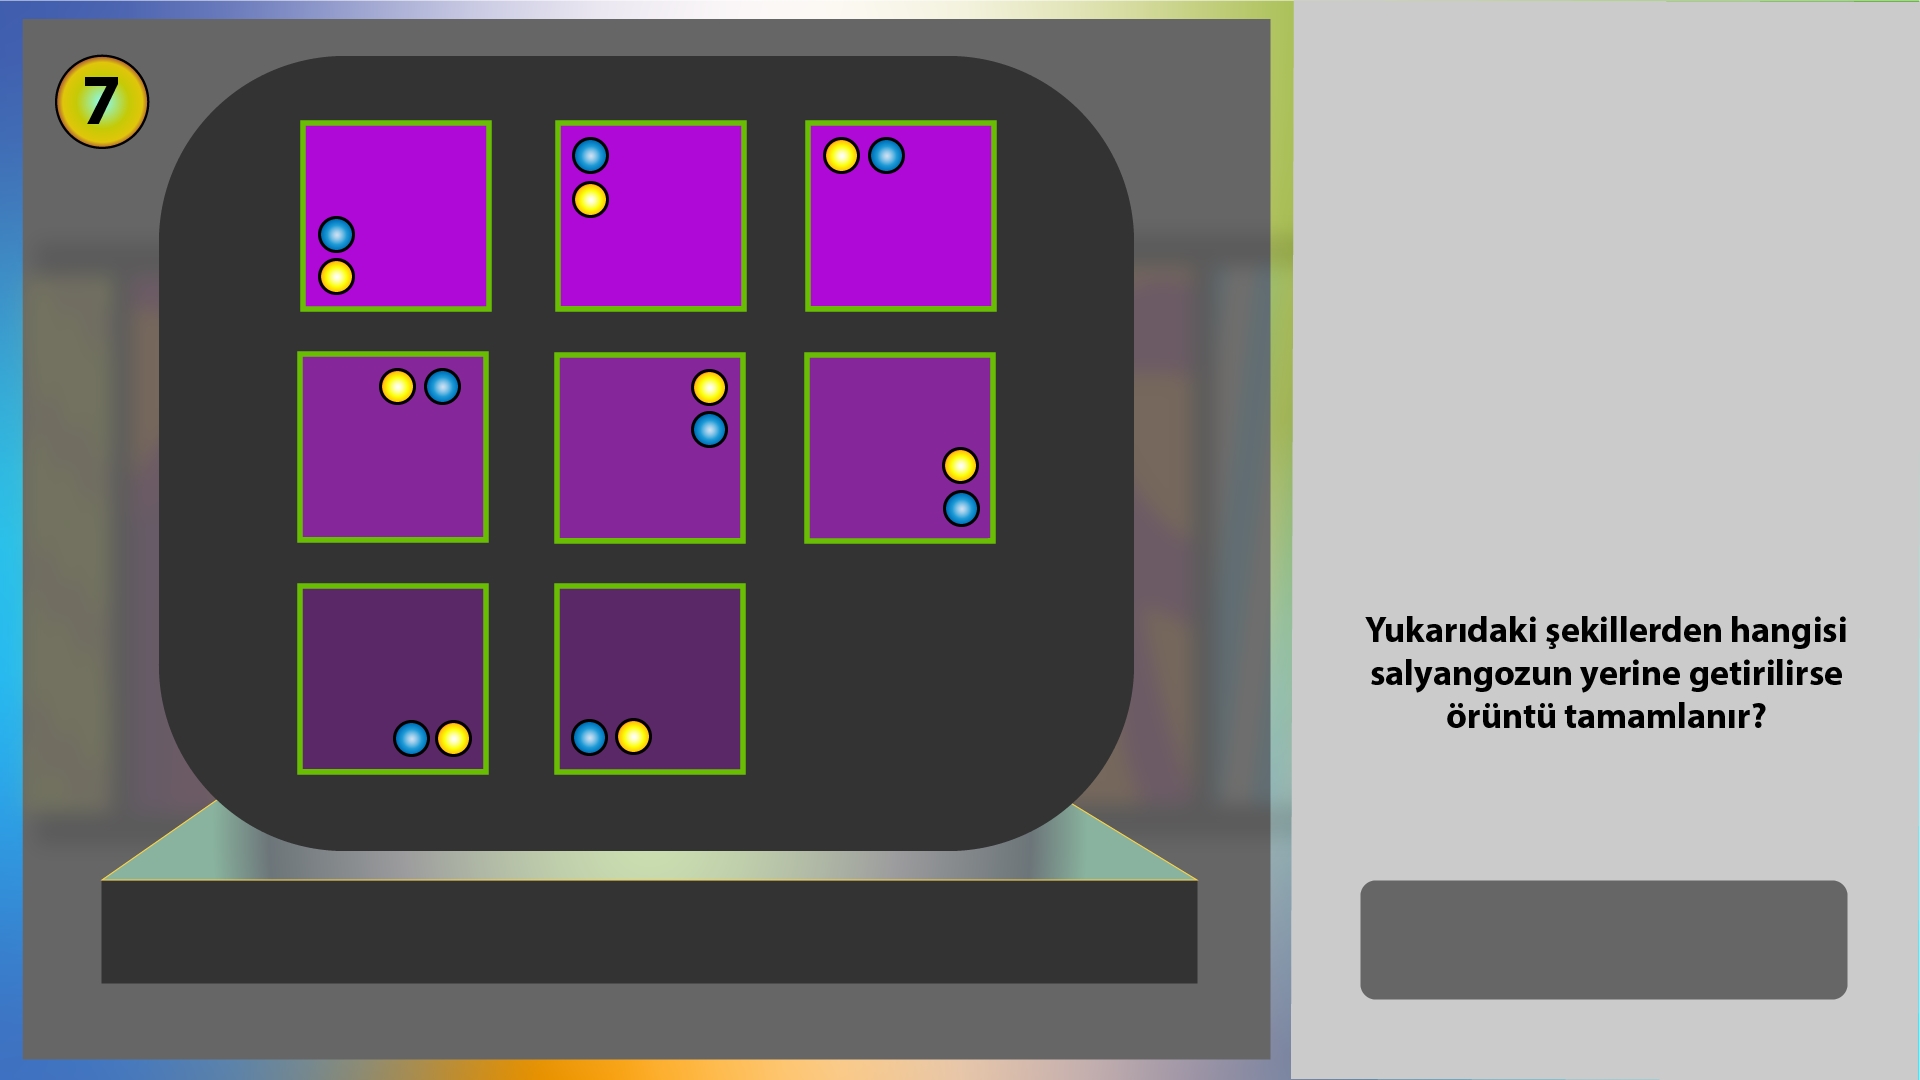 7
Yukarıdaki şekillerden hangisi
salyangozun yerine getirilirse
örüntü tamamlanır?